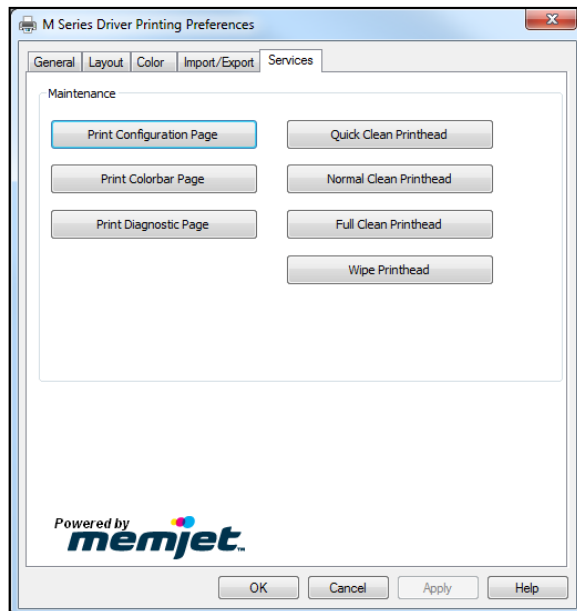 M Series Driver Printing Preferences
General Layout Color Import/Export Services
Maintenance
Print Configuration Page Quick Clean Printhead
Print Colorbar Page Normal Clean Printhead
Print Diagnostic Page Full Clean Printhead
Wipe Printhead
Powered by
memjet™
OK Cancel Apply Help